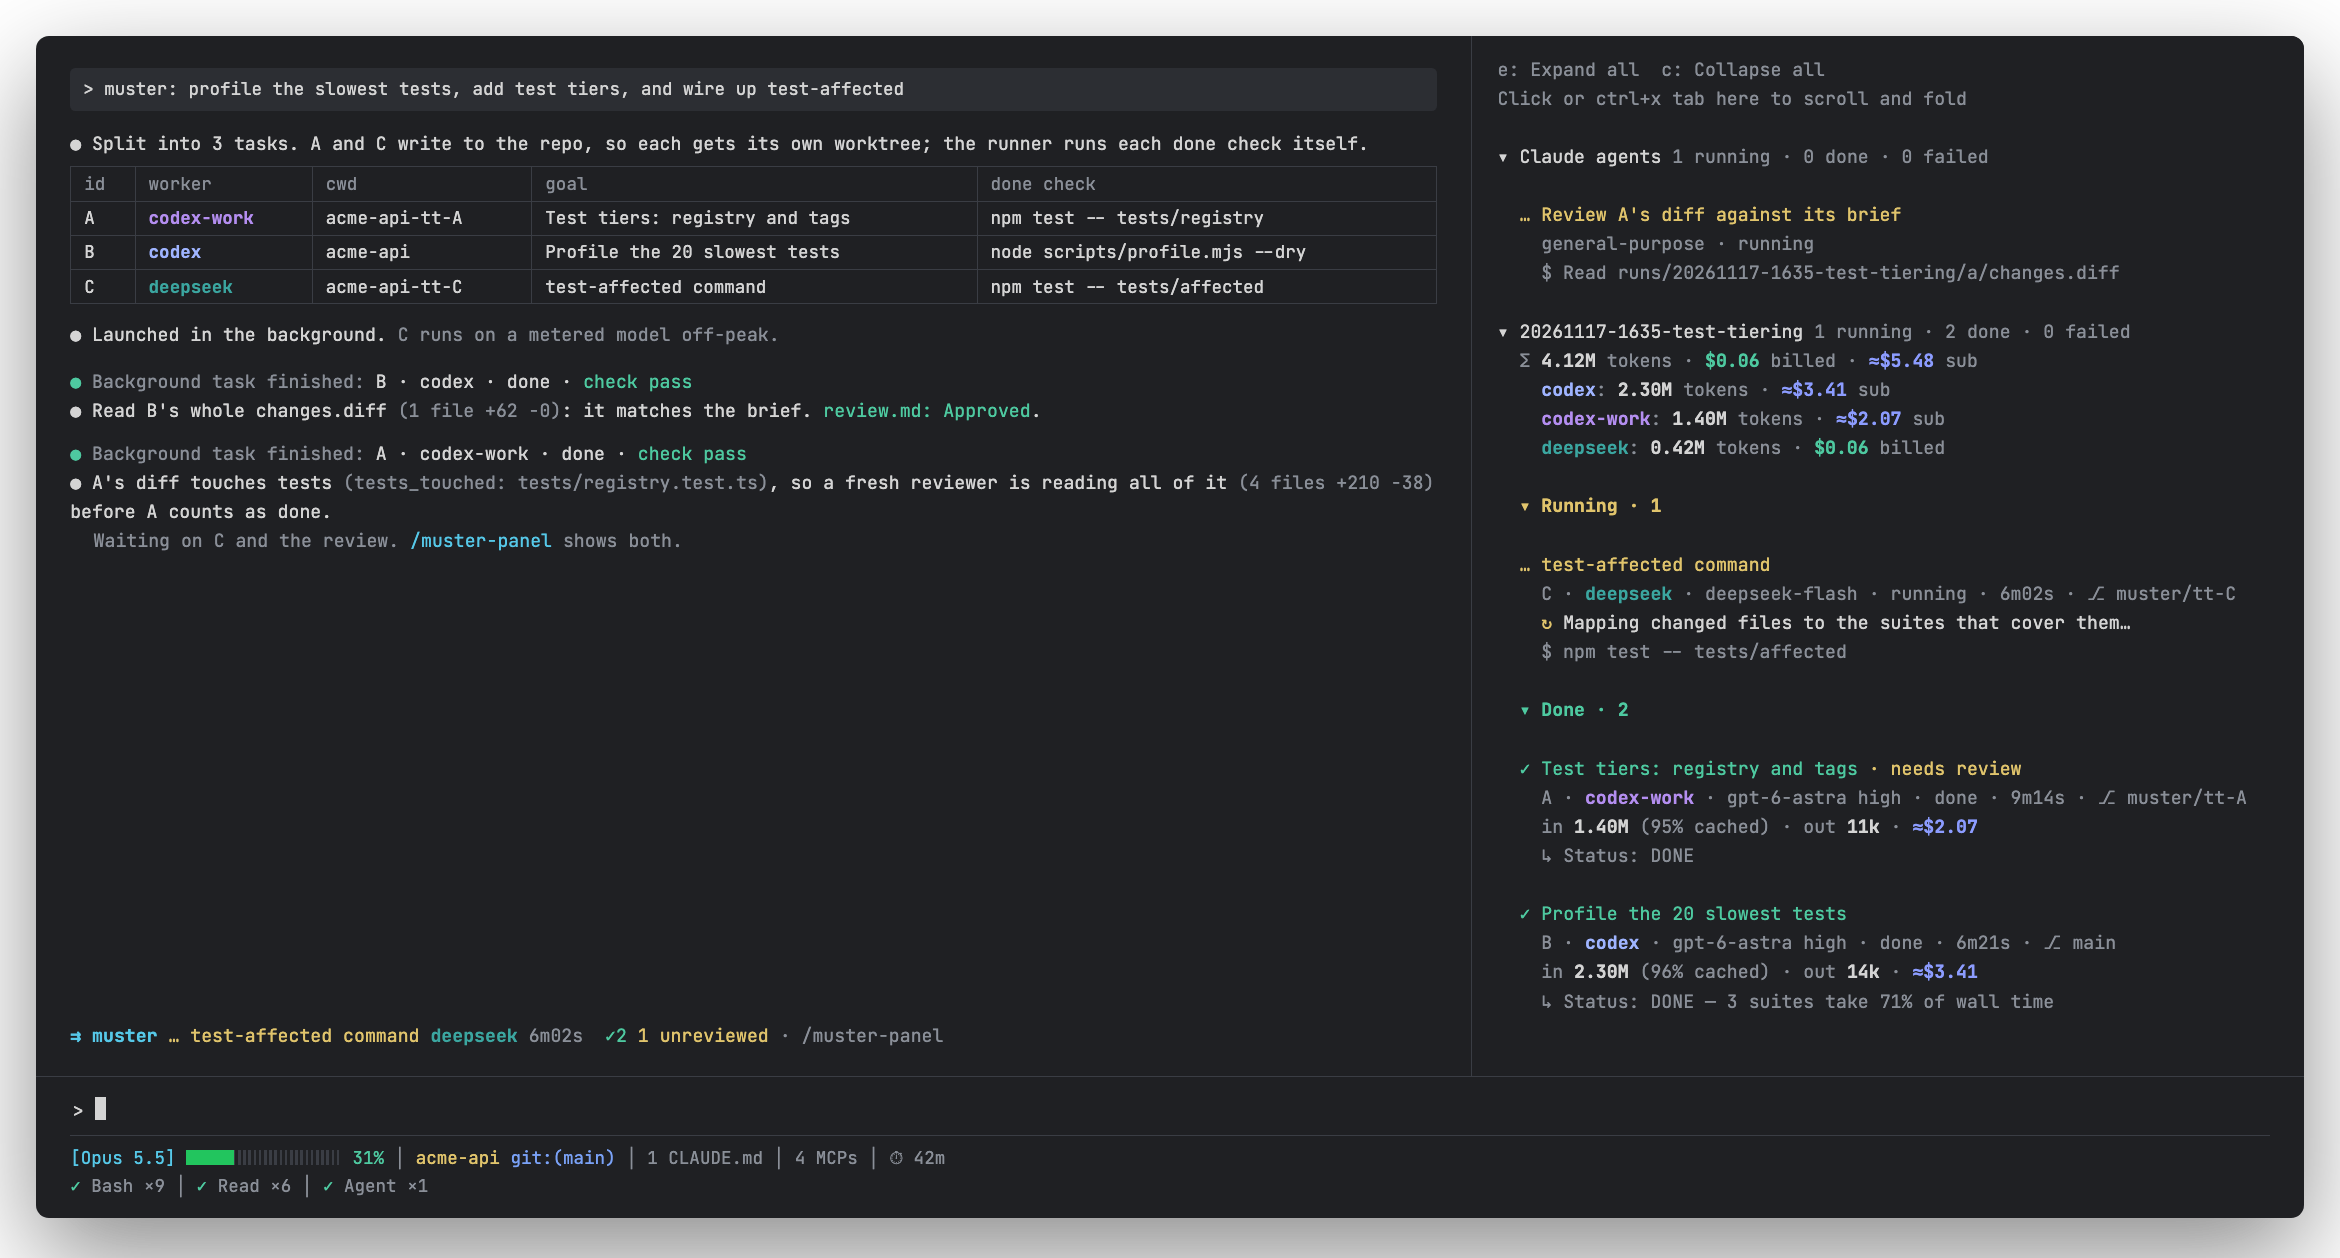 > muster: profile the slowest tests, add test tiers, and wire up test-affected
● Split into 3 tasks. A and C write to the repo, so each gets its own worktree; the runner runs each done check itself.
id worker cwd goal done check
A codex-work acme-api-tt-A Test tiers: registry and tags npm test -- tests/registry
B codex acme-api Profile the 20 slowest tests node scripts/profile.mjs --dry
C deepseek acme-api-tt-C test-affected command npm test -- tests/affected
● Launched in the background. C runs on a metered model off-peak.
● Background task finished: B · codex · done · check pass
● Read B's whole changes.diff (1 file +62 -0): it matches the brief. review.md: Approved.
● Background task finished: A · codex-work · done · check pass
● A's diff touches tests (tests_touched: tests/registry.test.ts), so a fresh reviewer is reading all of it (4 files +210 -38)
before A counts as done.
Waiting on C and the review. /muster-panel shows both.
⇉ muster … test-affected command deepseek 6m02s ✓2 1 unreviewed · /muster-panel
e: Expand all c: Collapse all
Click or ctrl+x tab here to scroll and fold
▾ Claude agents 1 running · 0 done · 0 failed
… Review A's diff against its brief
general-purpose · running
$ Read runs/20261117-1635-test-tiering/a/changes.diff
▾ 20261117-1635-test-tiering 1 running · 2 done · 0 failed
Σ 4.12M tokens · $0.06 billed · ≈$5.48 sub
codex: 2.30M tokens · ≈$3.41 sub
codex-work: 1.40M tokens · ≈$2.07 sub
deepseek: 0.42M tokens · $0.06 billed
▾ Running · 1
… test-affected command
C · deepseek · deepseek-flash · running · 6m02s · ⎇ muster/tt-C
↻ Mapping changed files to the suites that cover them…
$ npm test -- tests/affected
▾ Done · 2
✓ Test tiers: registry and tags · needs review
A · codex-work · gpt-6-astra high · done · 9m14s · ⎇ muster/tt-A
in 1.40M (95% cached) · out 11k · ≈$2.07
↳ Status: DONE
✓ Profile the 20 slowest tests
B · codex · gpt-6-astra high · done · 6m21s · ⎇ main
in 2.30M (96% cached) · out 14k · ≈$3.41
↳ Status: DONE — 3 suites take 71% of wall time
>
[Opus 5.5] 31% │ acme-api git:(main) │ 1 CLAUDE.md │ 4 MCPs │ ⏱ 42m
✓ Bash ×9 │ ✓ Read ×6 │ ✓ Agent ×1